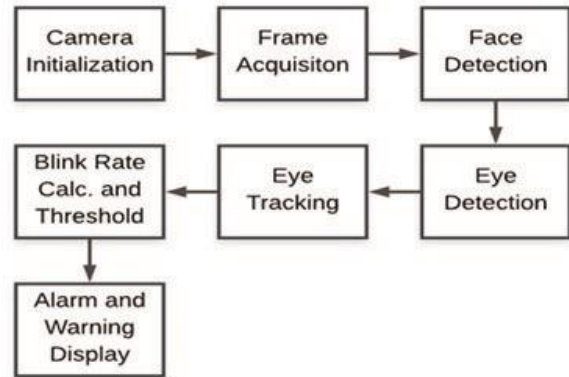 Camera
Initialization
Frame
Acquisiton
Face
Detection
Eye
Detection
Eye
Tracking
Blink Rate
Calc. and
Threshold
Alarm and
Warning
Display